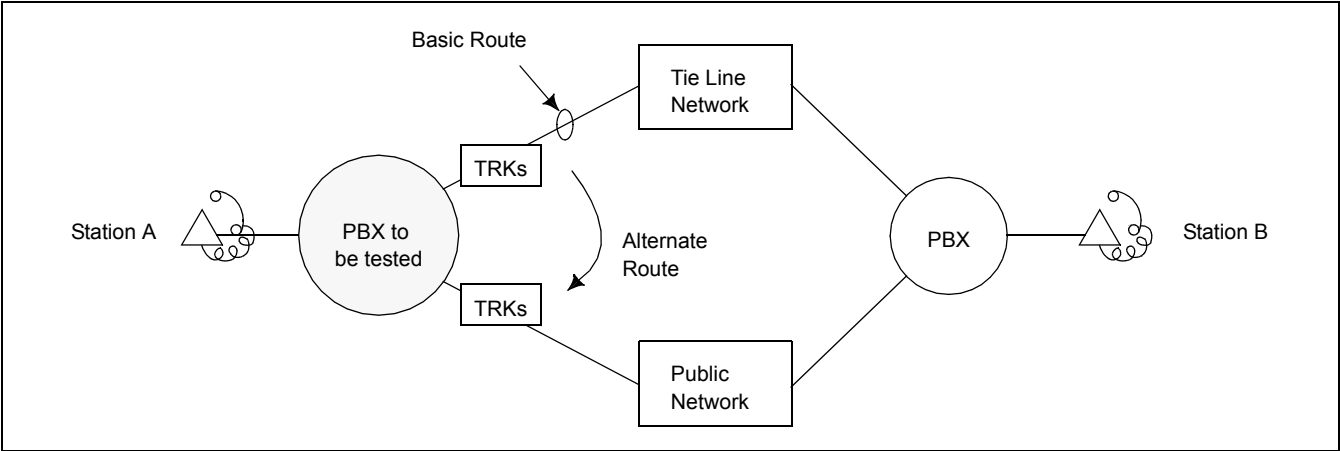 Basic Route
Tie Line
Network
TRKs
Station A
PBX to
be tested
Alternate
Route
PBX
Station B
TRKs
Public
Network